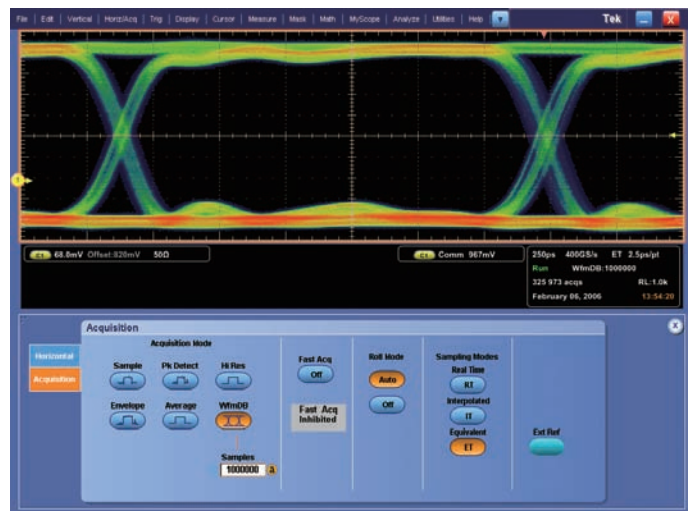 File | Edit | Vertical | Horiz/Acq | Trig | Display | Cursor | Measure | Mask | Math | MyScope | Analyze | Utilities | Help
Tek
X
1
C1 68.0mV Offset:820mV 50Ω
C1 Comm 967mV
250ps 400GS/s ET 2.5ps/pt
Run WfmDB:1000000
325 973 acqs RL:1.0k
February 06, 2006 13:54:20
Acquisition
X
Horizontal
Acquisition
Acquisition Mode
Sample Pk Detect Hi Res
Envelope Average WfmDB
Samples
1000000 a
Fast Acq
Off
Fast Acq
Inhibited
Roll Mode
Auto
Off
Sampling Modes
Real Time
RT
Interpolated
IT
Equivalent
ET
Ext Ref